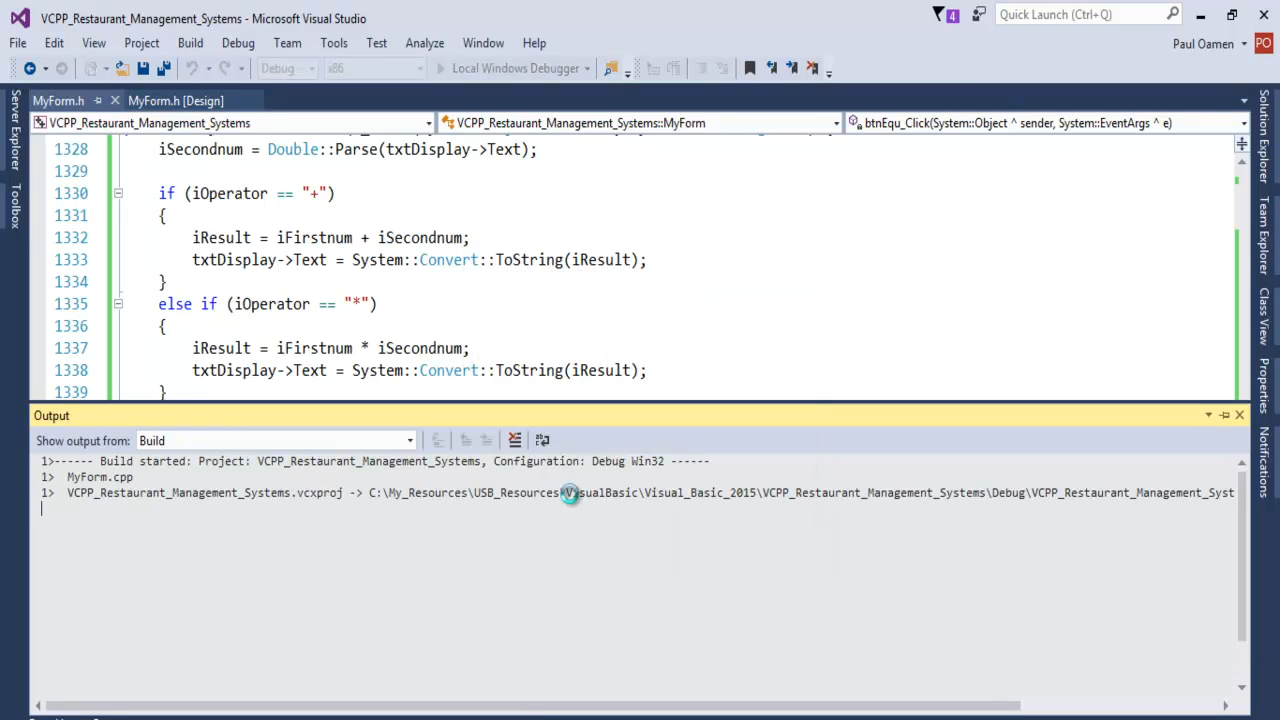 VCPP_Restaurant_Management_Systems - Microsoft Visual Studio
4
Quick Launch (Ctrl+Q)
File Edit View Project Build Debug Team Tools Test Analyze Window Help
Paul Oamen
PO
Debug
x86
Local Windows Debugger
Server Explorer
Toolbox
MyForm.h
MyForm.h [Design]
VCPP_Restaurant_Management_Systems
VCPP_Restaurant_Management_Systems::MyForm
btnEqu_Click(System::Object ^ sender, System::EventArgs ^ e)
1328 iSecondnum = Double::Parse(txtDisplay->Text);
1329
1330 if (iOperator == "+")
1331 {
1332 iResult = iFirstnum + iSecondnum;
1333 txtDisplay->Text = System::Convert::ToString(iResult);
1334 }
1335 else if (iOperator == "*")
1336 {
1337 iResult = iFirstnum * iSecondnum;
1338 txtDisplay->Text = System::Convert::ToString(iResult);
1339 }
Output
Show output from: Build
1>------ Build started: Project: VCPP_Restaurant_Management_Systems, Configuration: Debug Win32 ------
1> MyForm.cpp
1> VCPP_Restaurant_Management_Systems.vcxproj -> C:\My_Resources\USB_Resources\VisualBasic\Visual_Basic_2015\VCPP_Restaurant_Management_Systems\Debug\VCPP_Restaurant_Management_Syst
Solution Explorer
Team Explorer
Class View
Properties
Notifications